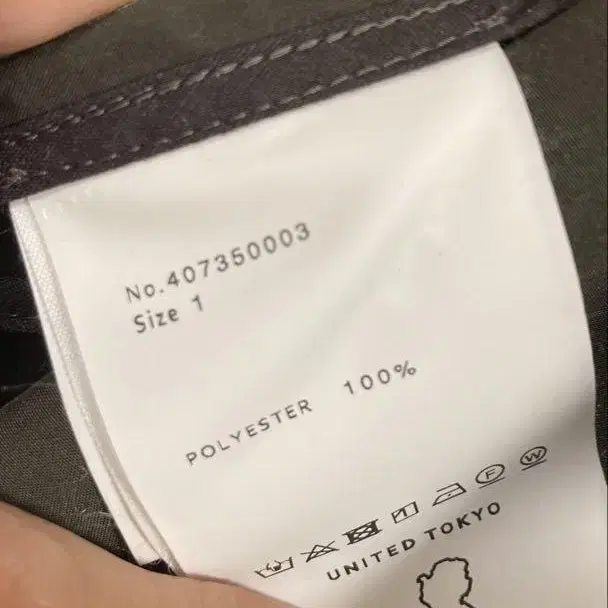 No.407350003
Size 1
POLYESTER 100%
F W
UNITED TOKYO